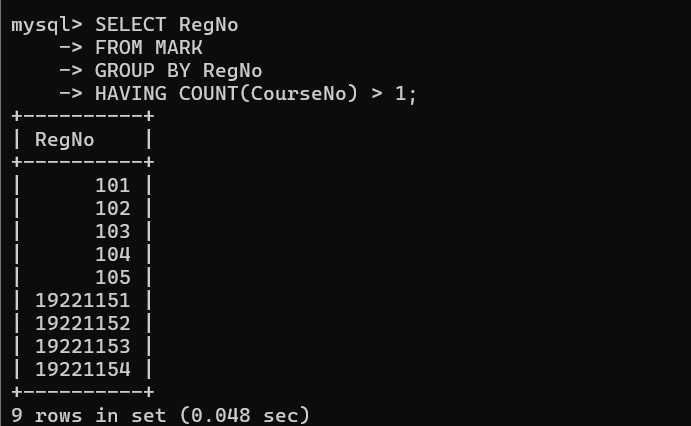 mysql> SELECT RegNo
    -> FROM MARK
    -> GROUP BY RegNo
    -> HAVING COUNT(CourseNo) > 1;
+----------+
| RegNo    |
+----------+
|      101 |
|      102 |
|      103 |
|      104 |
|      105 |
| 19221151 |
| 19221152 |
| 19221153 |
| 19221154 |
+----------+
9 rows in set (0.048 sec)